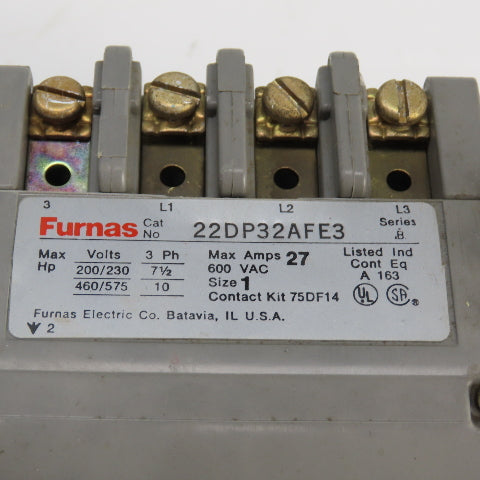 3 L1 L2 L3
Furnas Cat No 22DP32AFE3 Series B
Max Hp Volts 3 Ph Max Amps 27 Listed Ind
200/230 7½ 600 VAC Cont Eq
460/575 10 Size 1 A 163
Contact Kit 75DF14 UL SA
Furnas Electric Co. Batavia, IL U.S.A.
2